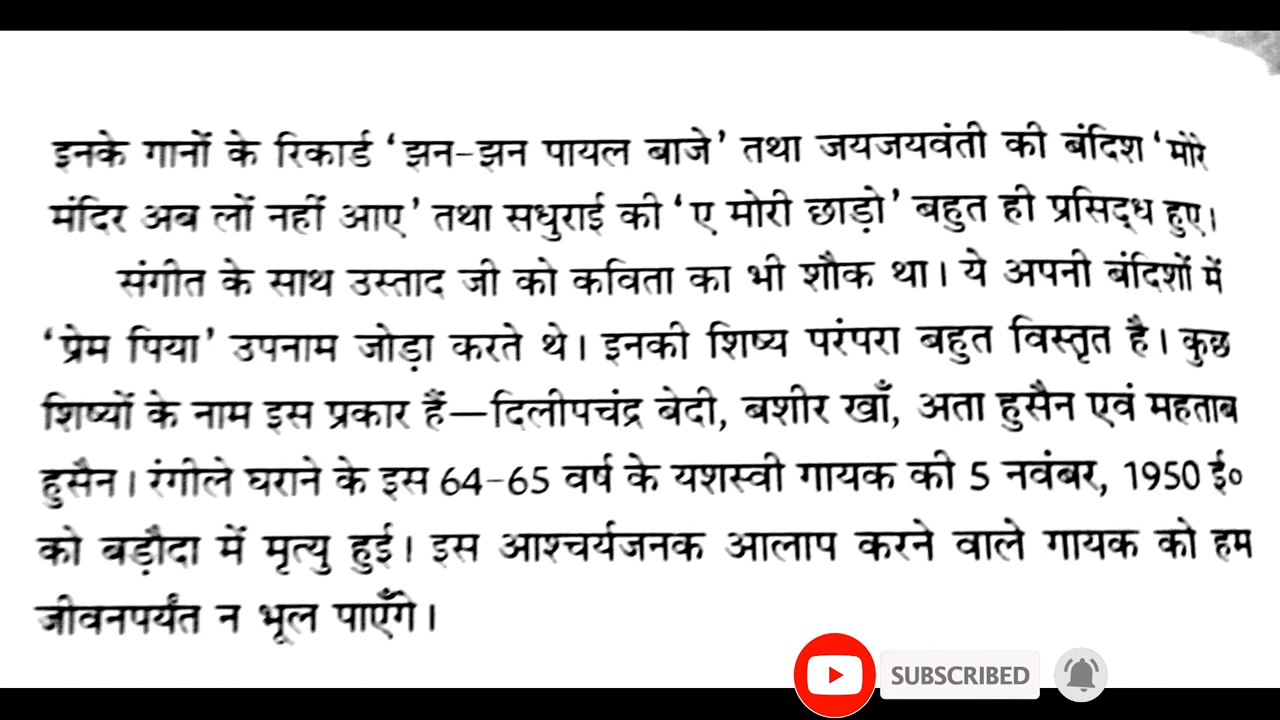 इनके गानों के रिकार्ड ‘झन-झन पायल बाजे’ तथा जयजयवंती की बंदिश ‘मोरे
मंदिर अब लों नहीं आए’ तथा सधुराई की ‘ए मोरी छाड़ो’ बहुत ही प्रसिद्ध हुए।
संगीत के साथ उस्ताद जी को कविता का भी शौक था। ये अपनी बंदिशों में
‘प्रेम पिया’ उपनाम जोड़ा करते थे। इनकी शिष्य परंपरा बहुत विस्तृत है। कुछ
शिष्यों के नाम इस प्रकार हैं—दिलीपचंद्र बेदी, बशीर खाँ, अता हुसैन एवं महताब
हुसैन। रंगीले घराने के इस 64-65 वर्ष के यशस्वी गायक की 5 नवंबर, 1950 ई०
को बड़ौदा में मृत्यु हुई। इस आश्चर्यजनक आलाप करने वाले गायक को हम
जीवनपर्यंत न भूल पाएँगे।
SUBSCRIBED